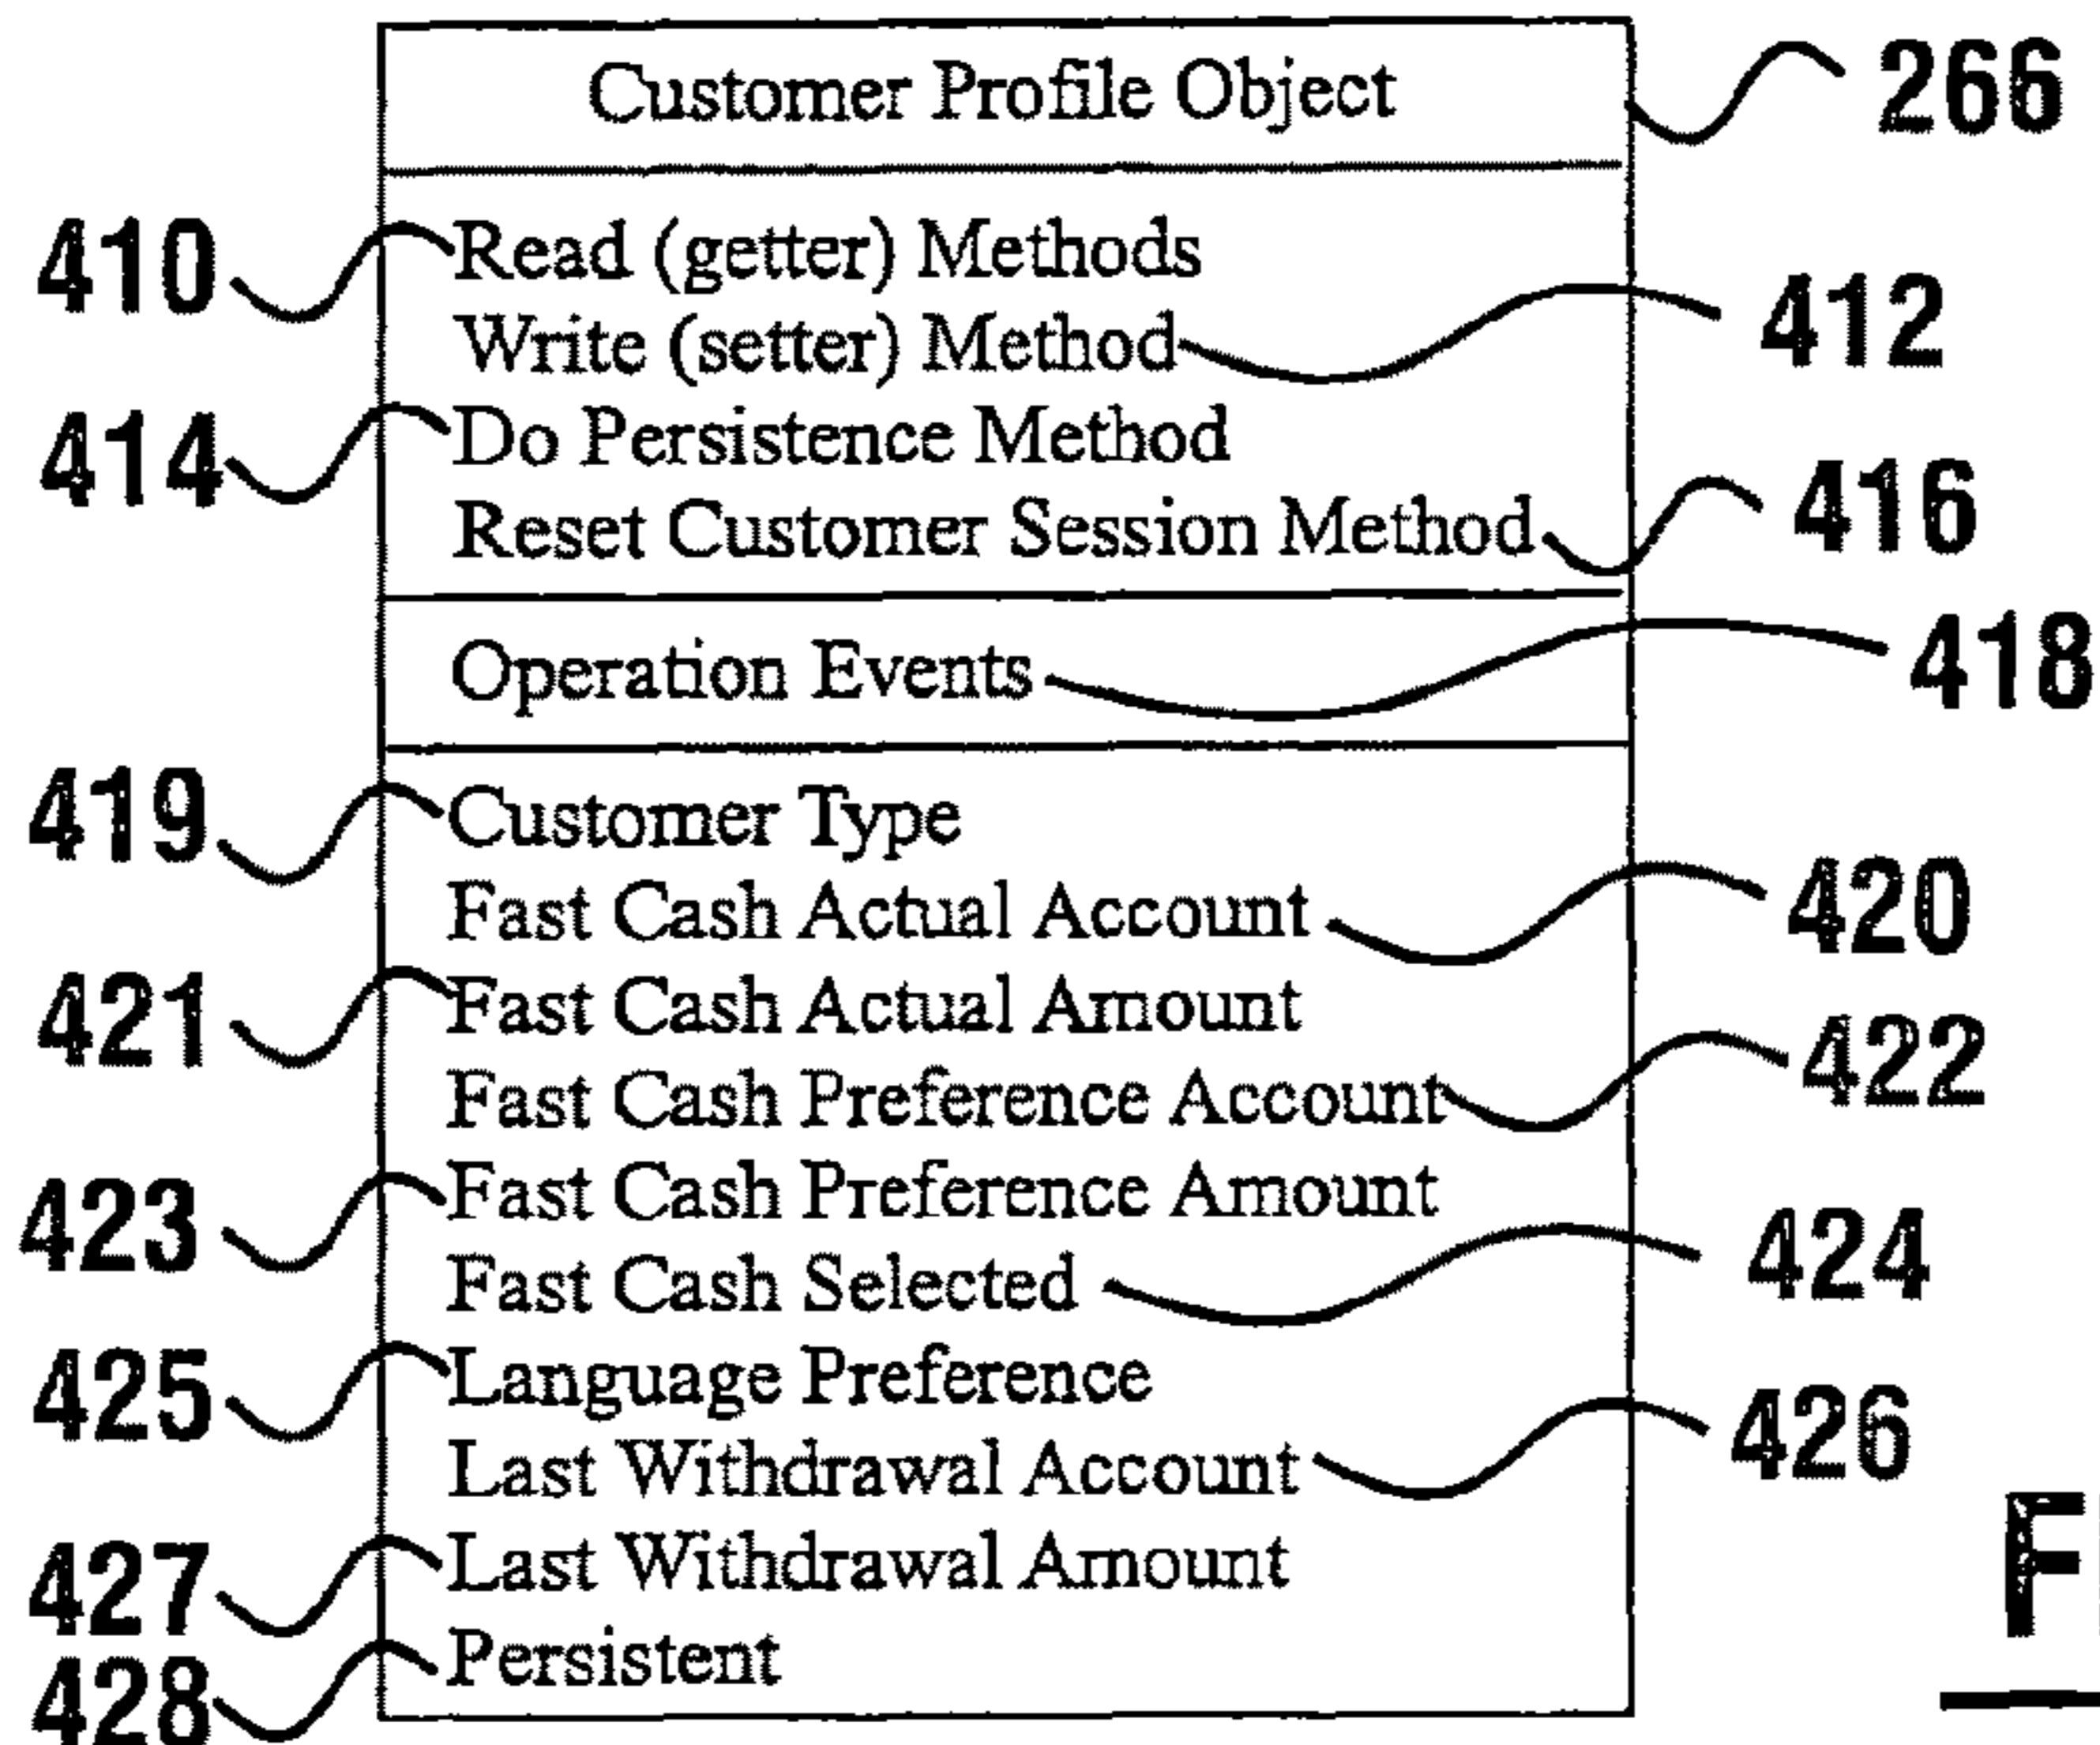 Customer Profile Object 266
410 Read (getter) Methods
Write (setter) Method 412
414 Do Persistence Method
Reset Customer Session Method 416
Operation Events 418
419 Customer Type
Fast Cash Actual Account 420
421 Fast Cash Actual Amount
Fast Cash Preference Account 422
423 Fast Cash Preference Amount
Fast Cash Selected 424
425 Language Preference
Last Withdrawal Account 426
427 Last Withdrawal Amount
428 Persistent